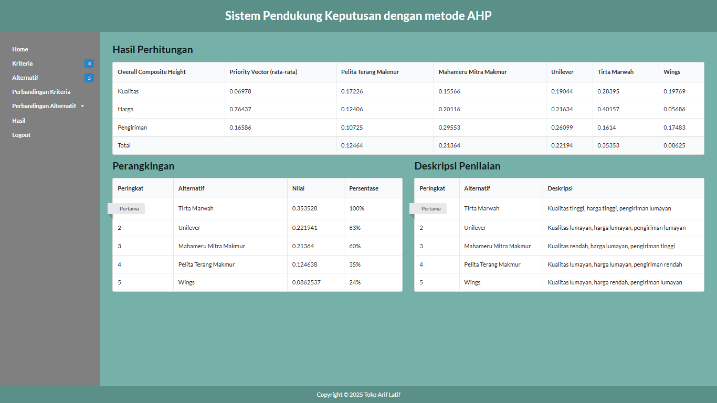 Sistem Pendukung Keputusan dengan metode AHP
Home
Kriteria
Alternatif
Perbandingan Kriteria
Perbandingan Alternatif
Hasil
Logout
Hasil Perhitungan
Overall Composite Height Priority Vector (rata-rata) Pelita Terang Makmur Mahameru Mitra Makmur Unilever Tirta Marwah Wings
Kualitas 0.06978 0.17226 0.15566 0.19044 0.28395 0.19769
Harga 0.76437 0.12406 0.20116 0.21634 0.40157 0.05686
Pengiriman 0.16586 0.10725 0.29553 0.26099 0.1614 0.17483
Total 0.12464 0.21364 0.22194 0.35353 0.08625
Perangkingan
Peringkat Alternatif Nilai Persentase
Pertama Tirta Marwah 0.353528 100%
2 Unilever 0.221941 63%
3 Mahameru Mitra Makmur 0.21364 60%
4 Pelita Terang Makmur 0.124638 35%
5 Wings 0.0862537 24%
Deskripsi Penilaian
Peringkat Alternatif Deskripsi
Pertama Tirta Marwah Kualitas tinggi, harga tinggi, pengiriman lumayan
2 Unilever Kualitas lumayan, harga lumayan, pengiriman lumayan
3 Mahameru Mitra Makmur Kualitas rendah, harga lumayan, pengiriman tinggi
4 Pelita Terang Makmur Kualitas lumayan, harga lumayan, pengiriman rendah
5 Wings Kualitas lumayan, harga rendah, pengiriman lumayan
Copyright © 2025 Toko Arif Latif